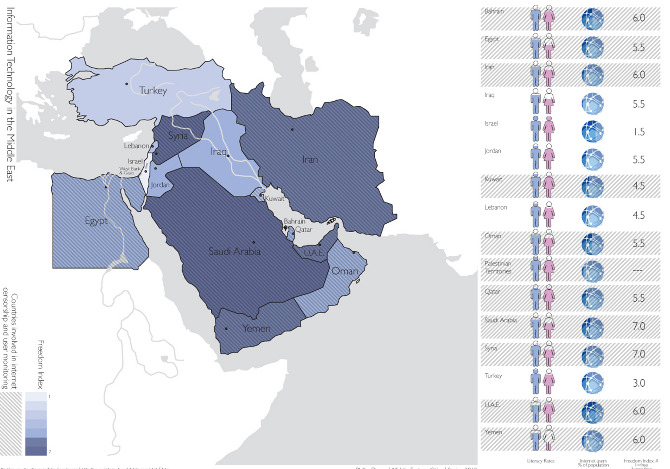 Information Technology in the Middle East
Turkey
Syria
Lebanon
Israel
West Bank
& Gaza
Jordan
Iraq
Iran
Kuwait
Egypt
Bahrain
Qatar
Saudi Arabia
U.A.E.
Oman
Yemen
Countries involved in internet
censorship and user monitoring
Freedom Index
1
7
Bahrain 6.0
Egypt 5.5
Iran 6.0
Iraq 5.5
Israel 1.5
Jordan 5.5
Kuwait 4.5
Lebanon 4.5
Oman 5.5
Palestinian
Territories ---
Qatar 5.5
Saudi Arabia 7.0
Syria 7.0
Turkey 3.0
U.A.E. 6.0
Yemen 6.0
Literacy Rates
Internet users
% of population
Freedom Index